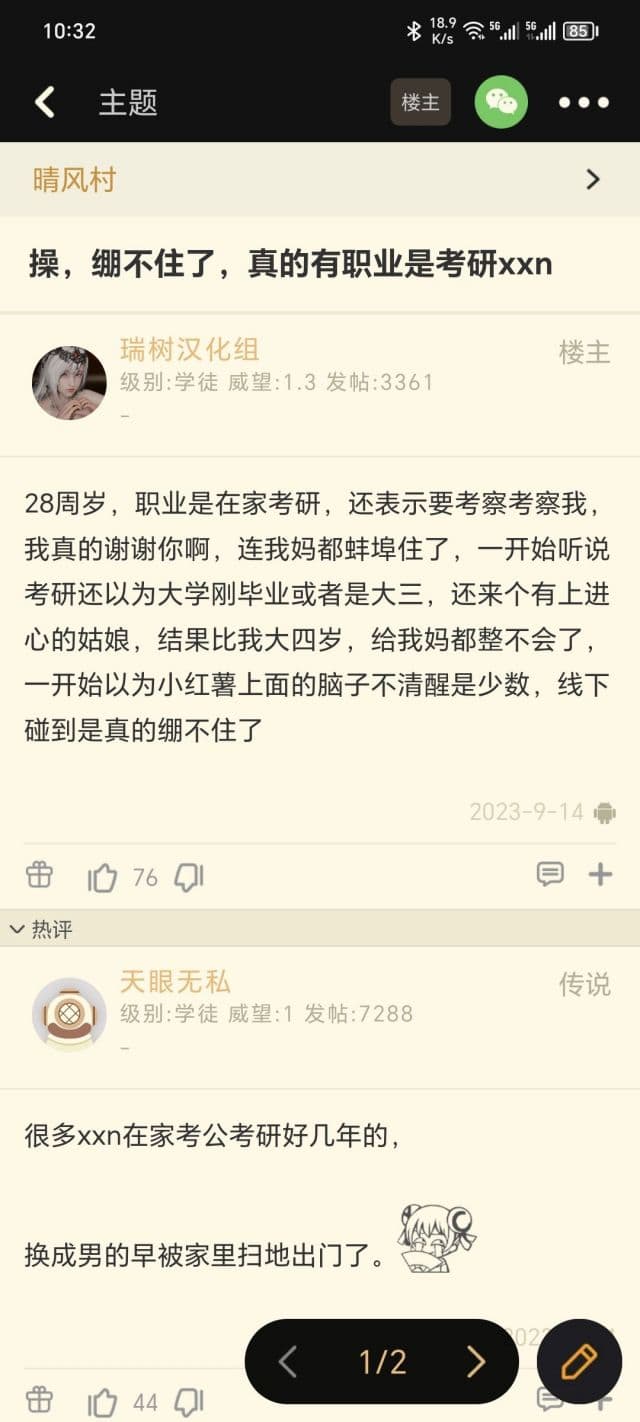 10:32
18.9
K/s
5G
5G
85
主题
楼主
晴风村
操，绷不住了，真的有职业是考研xxn
瑞树汉化组
楼主
级别:学徒 威望:1.3 发帖:3361
–
28周岁，职业是在家考研，还表示要考察考察我，
我真的谢谢你啊，连我妈都蚌埠住了，一开始听说
考研还以为大学刚毕业或者是大三，还来个有上进
心的姑娘，结果比我大四岁，给我妈都整不会了，
一开始以为小红薯上面的脑子不清醒是少数，线下
碰到是真的绷不住了
2023-9-14
76
热评
天眼无私
传说
级别:学徒 威望:1 发帖:7288
–
很多xxn在家考公考研好几年的，
换成男的早被家里扫地出门了。
1/2
44